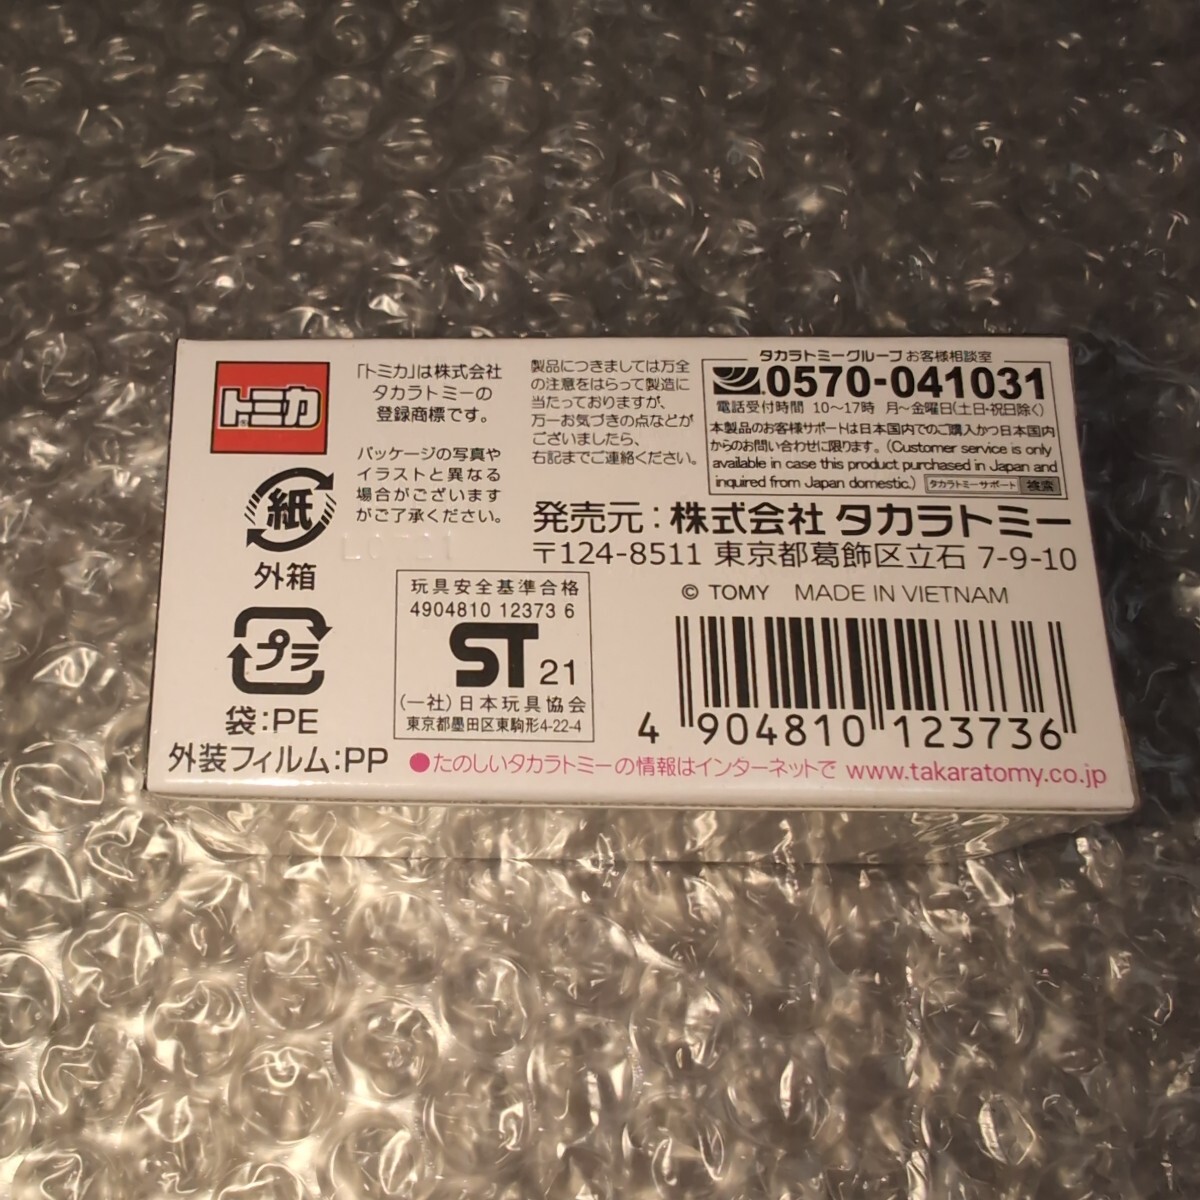 トミカ
®
「トミカ」は株式会社
タカラトミーの
登録商標です。
パッケージの写真や
イラストと異なる
場合がございます
がご了承ください。
紙
外箱
プラ
袋:PE
外装フィルム:PP
製品につきましては万全
の注意をはらって製造に
当たっておりますが、
万一お気づきの点などが
ございましたら、
右記までご連絡ください。
タカラトミーグループ お客様相談室
0570-041031
電話受付時間 10〜17時 月〜金曜日(土日・祝日除く)
本製品のお客様サポートは日本国内でのご購入かつ日本国内
からのお問い合わせに限ります。(Customer service is only
available in case this product purchased in Japan and
inquired from Japan domestic.) タカラトミーサポート 検索
発売元:株式会社 タカラトミー
〒124-8511 東京都葛飾区立石 7-9-10
© TOMY MADE IN VIETNAM
玩具安全基準合格
4904810 12373 6
ST 21
(一社)日本玩具協会
東京都墨田区東駒形4-22-4
4 904810 123736
●たのしいタカラトミーの情報はインターネットで www.takaratomy.co.jp